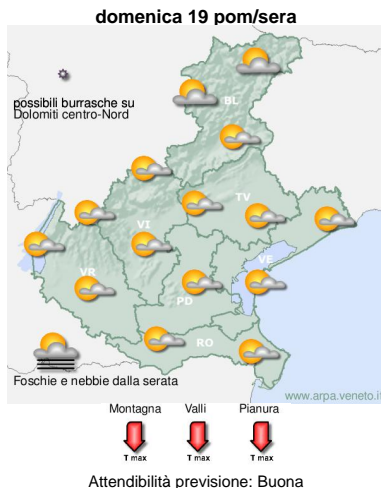 domenica 19 pom/sera
possibili burrasche su
Dolomiti centro-Nord
BL
TV
VI
VE
VR
PD
RO
Foschie e nebbie dalla serata
www.arpa.veneto.it
Montagna Valli Pianura
T max T max T max
Attendibilità previsione: Buona